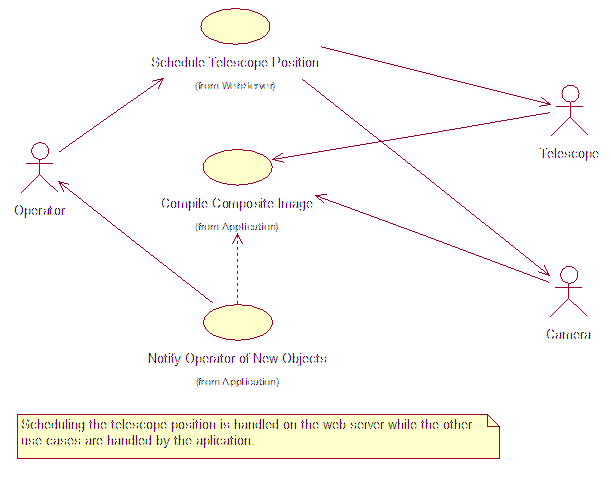 Schedule Telescope Position
(from WebServer)
Telescope
Compile Composite Image
Operator
(from Application)
Camera
Notify Operator of New Objects
(from Application)
Scheduling the telescope position is handled on the web server while the other
use cases are handled by the aplication.